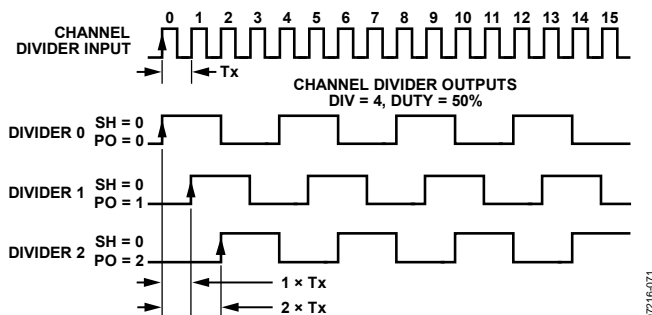 0 1 2 3 4 5 6 7 8 9 10 11 12 13 14 15
CHANNEL
DIVIDER INPUT
Tx
CHANNEL DIVIDER OUTPUTS
DIV = 4, DUTY = 50%
DIVIDER 0 SH = 0
PO = 0
DIVIDER 1 SH = 0
PO = 1
DIVIDER 2 SH = 0
PO = 2
1 × Tx
2 × Tx